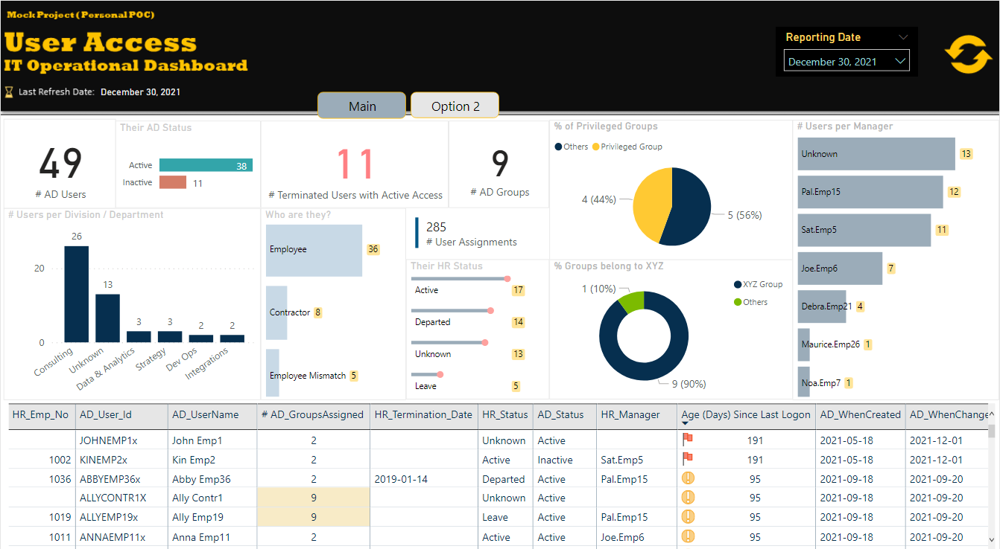 Mock Project (Personal POC)
User Access
IT Operational Dashboard
Last Refresh Date: December 30, 2021
Reporting Date
December 30, 2021
Main
Option 2
49
# AD Users
Their AD Status
Active 38
Inactive 11
11
# Terminated Users with Active Access
9
# AD Groups
% of Privileged Groups
Others Privileged Group
4 (44%)
5 (56%)
# Users per Manager
Unknown 13
Pal.Emp15 12
Sat.Emp5 11
Joe.Emp6 7
Debra.Emp21 4
Maurice.Emp26 1
Noa.Emp7 1
# Users per Division / Department
20
0
26
13
3
3
2
2
Consulting
Unknown
Data & Analytics
Strategy
Dev Ops
Integrations
Who are they?
Employee 36
Contractor 8
Employee Mismatch 5
285
# User Assignments
Their HR Status
Active 17
Departed 14
Unknown 13
Leave 5
% Groups belong to XYZ
XYZ Group
Others
1 (10%)
9 (90%)
HR_Emp_No AD_User_Id AD_UserName # AD_GroupsAssigned HR_Termination_Date HR_Status AD_Status HR_Manager Age (Days) Since Last Logon AD_WhenCreated AD_WhenChange
JOHNEMP1x John Emp1 2 Unknown Active 191 2021-05-18 2021-12-01
1002 KINEMP2x Kin Emp2 2 Active Inactive Sat.Emp5 191 2021-05-18 2021-12-01
1036 ABBYEMP36x Abby Emp36 2 2019-01-14 Departed Active Pal.Emp15 95 2021-09-18 2021-09-20
ALLYCONTR1X Ally Contr1 9 Unknown Active 95 2021-09-18 2021-09-20
1019 ALLYEMP19x Ally Emp19 9 Leave Active Pal.Emp15 95 2021-09-18 2021-09-20
1011 ANNAEMP11x Anna Emp11 2 Active Active Joe.Emp6 95 2021-09-18 2021-09-20